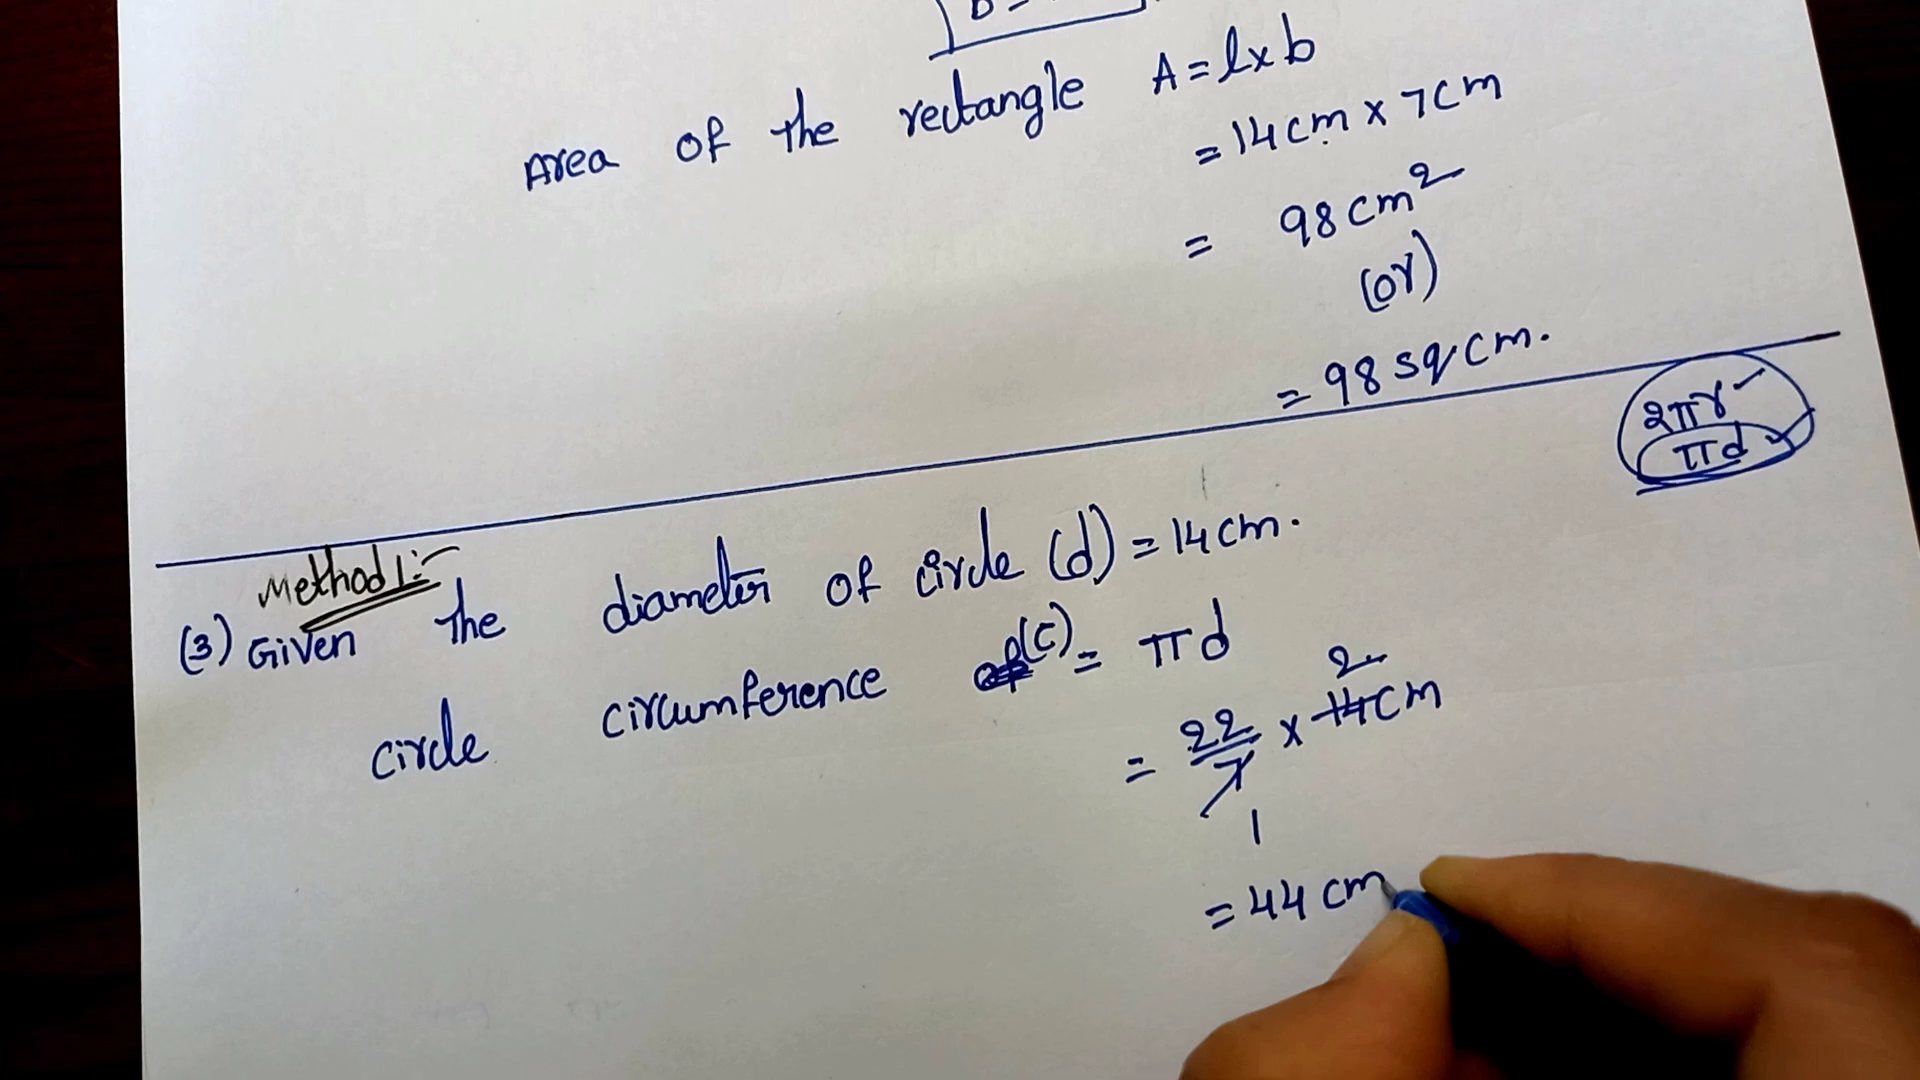 Area of the rectangle A = l x b
= 14 cm x 7 cm
= 98 cm²
(or)
= 98 sq cm.
2πr
πd
Method 1:-
(3) Given the diameter of circle (d) = 14 cm.
circle circumference (C) = πd
= 22/7 x 14 cm
2
1
= 44 cm